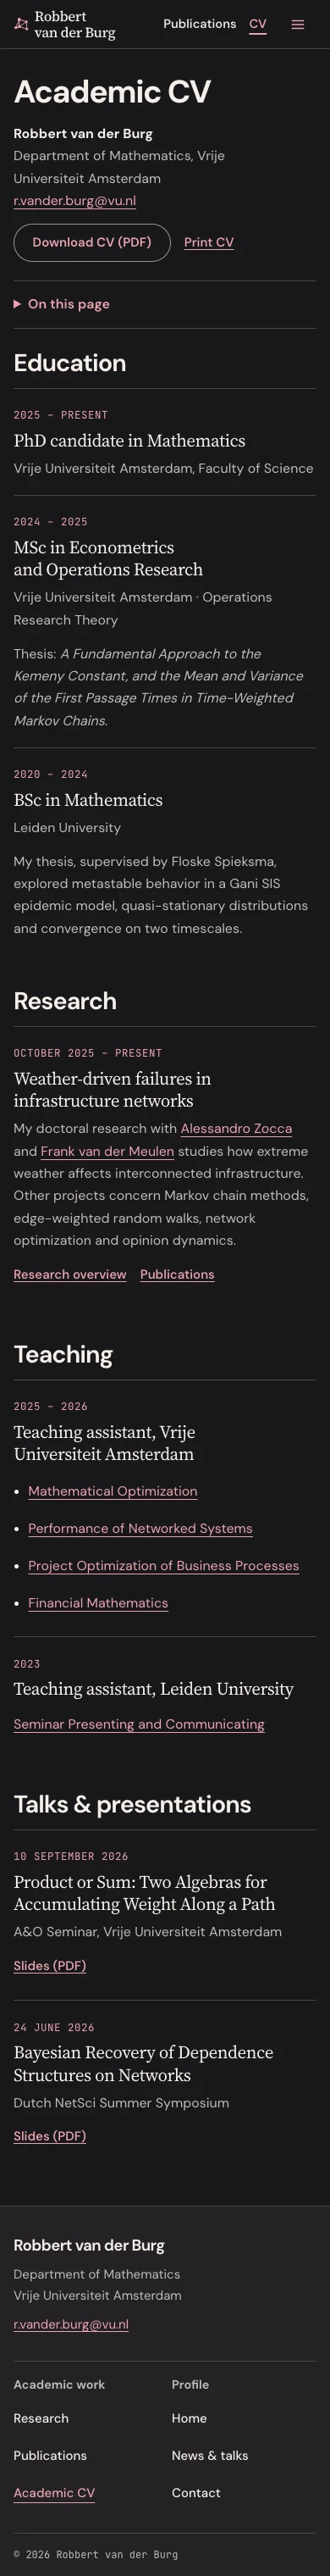 Robbert
van der Burg
Publications CV
Academic CV
Robbert van der Burg
Department of Mathematics, Vrije
Universiteit Amsterdam
r.vander.burg@vu.nl
Download CV (PDF) Print CV
On this page
Education
2025 – PRESENT
PhD candidate in Mathematics
Vrije Universiteit Amsterdam, Faculty of Science
2024 – 2025
MSc in Econometrics
and Operations Research
Vrije Universiteit Amsterdam · Operations
Research Theory
Thesis: A Fundamental Approach to the
Kemeny Constant, and the Mean and Variance
of the First Passage Times in Time-Weighted
Markov Chains.
2020 – 2024
BSc in Mathematics
Leiden University
My thesis, supervised by Floske Spieksma,
explored metastable behavior in a Gani SIS
epidemic model, quasi-stationary distributions
and convergence on two timescales.
Research
OCTOBER 2025 – PRESENT
Weather-driven failures in
infrastructure networks
My doctoral research with Alessandro Zocca
and Frank van der Meulen studies how extreme
weather affects interconnected infrastructure.
Other projects concern Markov chain methods,
edge-weighted random walks, network
optimization and opinion dynamics.
Research overview Publications
Teaching
2025 – 2026
Teaching assistant, Vrije
Universiteit Amsterdam
• Mathematical Optimization
• Performance of Networked Systems
• Project Optimization of Business Processes
• Financial Mathematics
2023
Teaching assistant, Leiden University
Seminar Presenting and Communicating
Talks & presentations
10 SEPTEMBER 2026
Product or Sum: Two Algebras for
Accumulating Weight Along a Path
A&O Seminar, Vrije Universiteit Amsterdam
Slides (PDF)
24 JUNE 2026
Bayesian Recovery of Dependence
Structures on Networks
Dutch NetSci Summer Symposium
Slides (PDF)
Robbert van der Burg
Department of Mathematics
Vrije Universiteit Amsterdam
r.vander.burg@vu.nl
Academic work Profile
Research Home
Publications News & talks
Academic CV Contact
© 2026 Robbert van der Burg